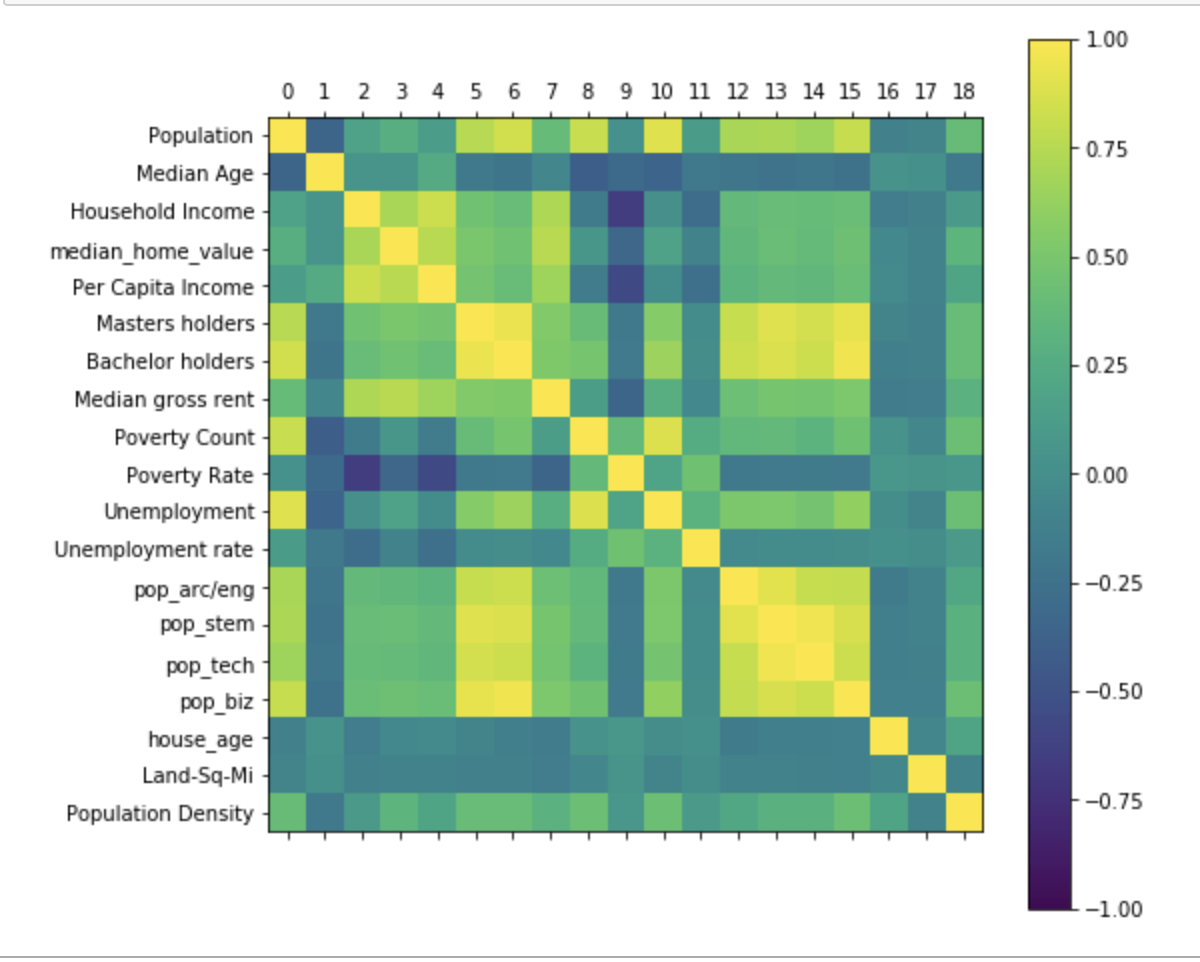 0 1 2 3 4 5 6 7 8 9 10 11 12 13 14 15 16 17 18
Population
Median Age
Household Income
median_home_value
Per Capita Income
Masters holders
Bachelor holders
Median gross rent
Poverty Count
Poverty Rate
Unemployment
Unemployment rate
pop_arc/eng
pop_stem
pop_tech
pop_biz
house_age
Land-Sq-Mi
Population Density
1.00
0.75
0.50
0.25
0.00
−0.25
−0.50
−0.75
−1.00